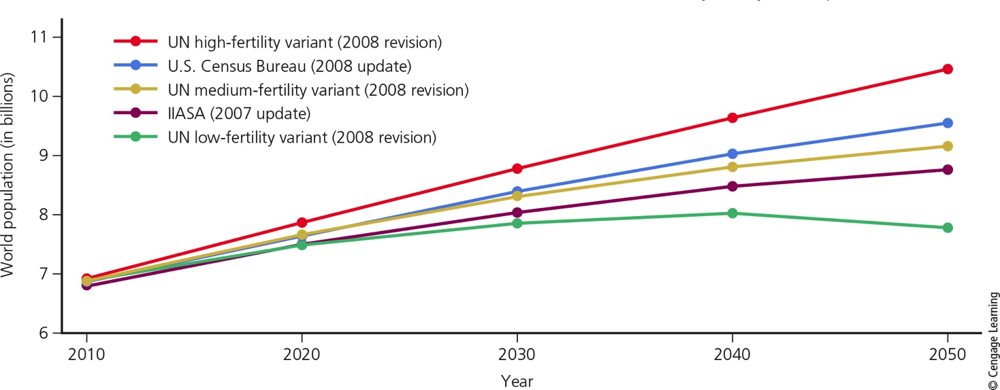 11
10
9
8
7
6
World population (in billions)
UN high-fertility variant (2008 revision)
U.S. Census Bureau (2008 update)
UN medium-fertility variant (2008 revision)
IIASA (2007 update)
UN low-fertility variant (2008 revision)
2010 2020 2030 2040 2050
Year
© Cengage Learning